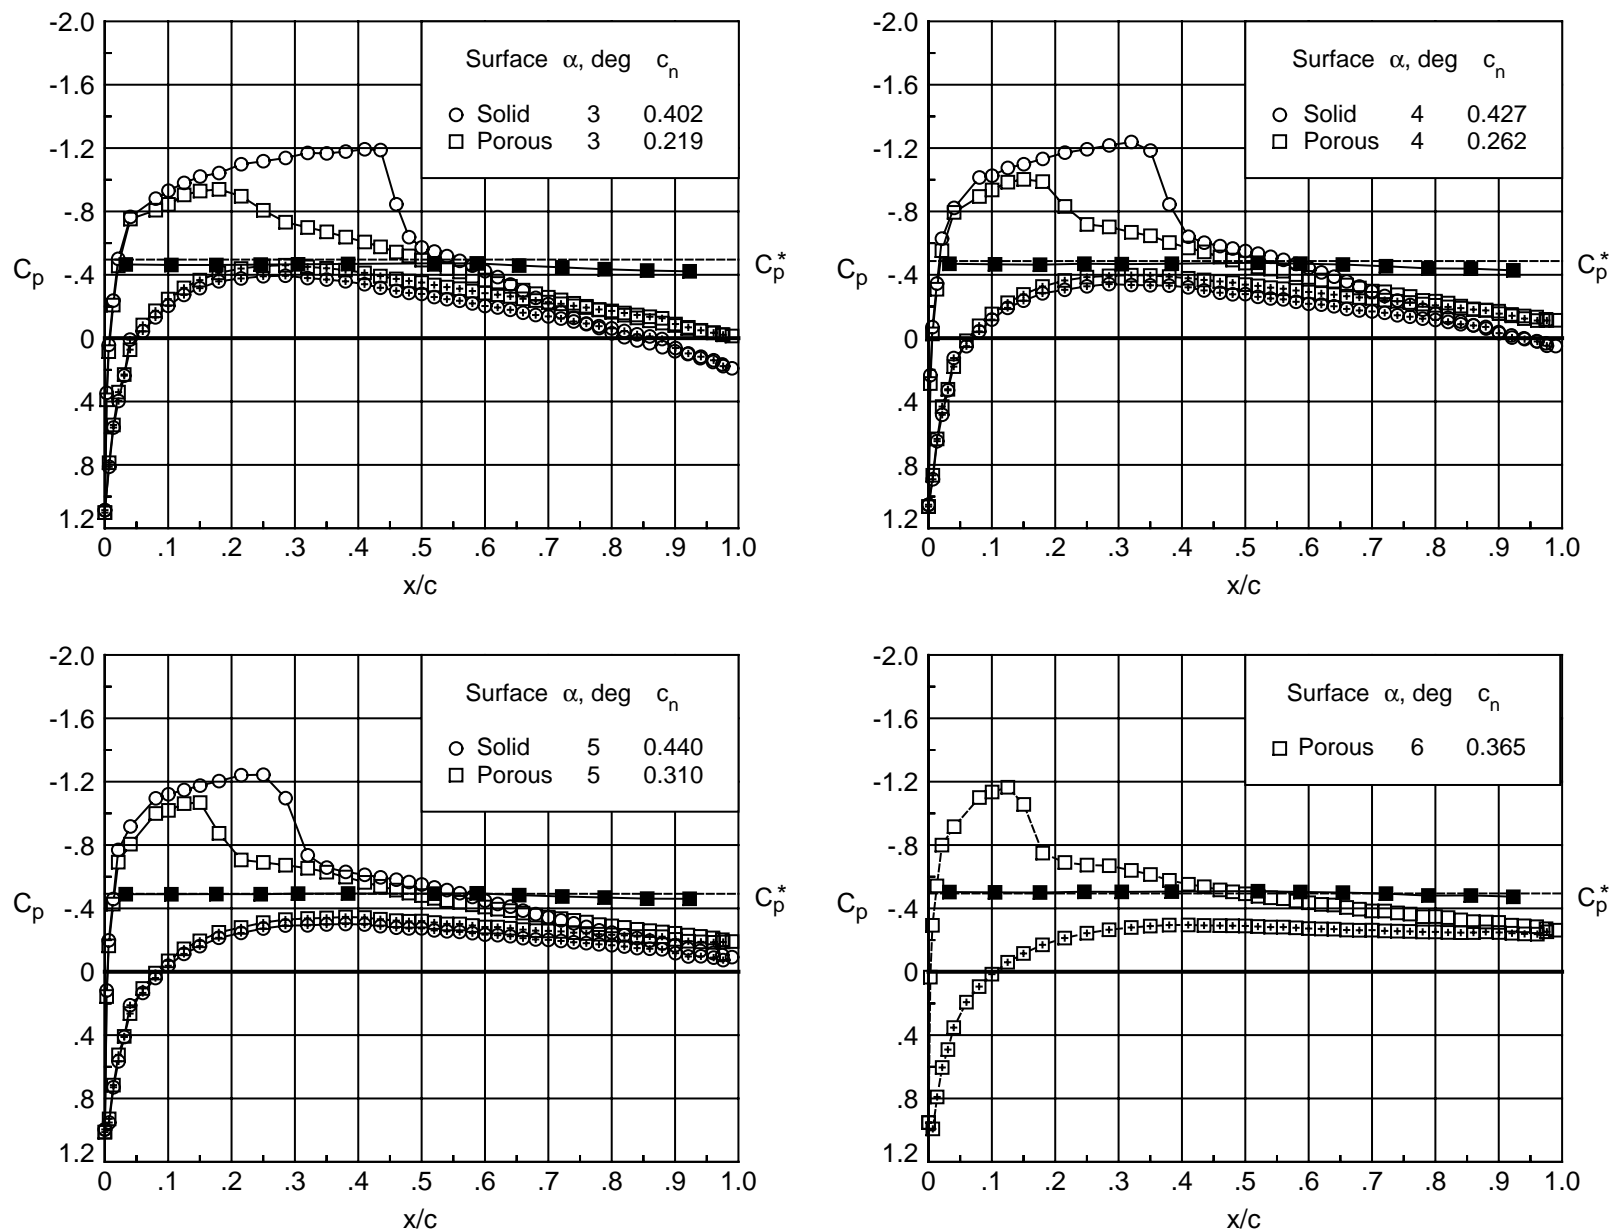 -2.0
-1.6
-1.2
-.8
-.4
0
.4
.8
1.2
C_p
C_p^*
Surface α, deg c_n
Solid 3 0.402
Porous 3 0.219
0 .1 .2 .3 .4 .5 .6 .7 .8 .9 1.0
x/c
-2.0
-1.6
-1.2
-.8
-.4
0
.4
.8
1.2
C_p
C_p^*
Surface α, deg c_n
Solid 4 0.427
Porous 4 0.262
0 .1 .2 .3 .4 .5 .6 .7 .8 .9 1.0
x/c
-2.0
-1.6
-1.2
-.8
-.4
0
.4
.8
1.2
C_p
C_p^*
Surface α, deg c_n
Solid 5 0.440
Porous 5 0.310
0 .1 .2 .3 .4 .5 .6 .7 .8 .9 1.0
x/c
-2.0
-1.6
-1.2
-.8
-.4
0
.4
.8
1.2
C_p
C_p^*
Surface α, deg c_n
Porous 6 0.365
0 .1 .2 .3 .4 .5 .6 .7 .8 .9 1.0
x/c